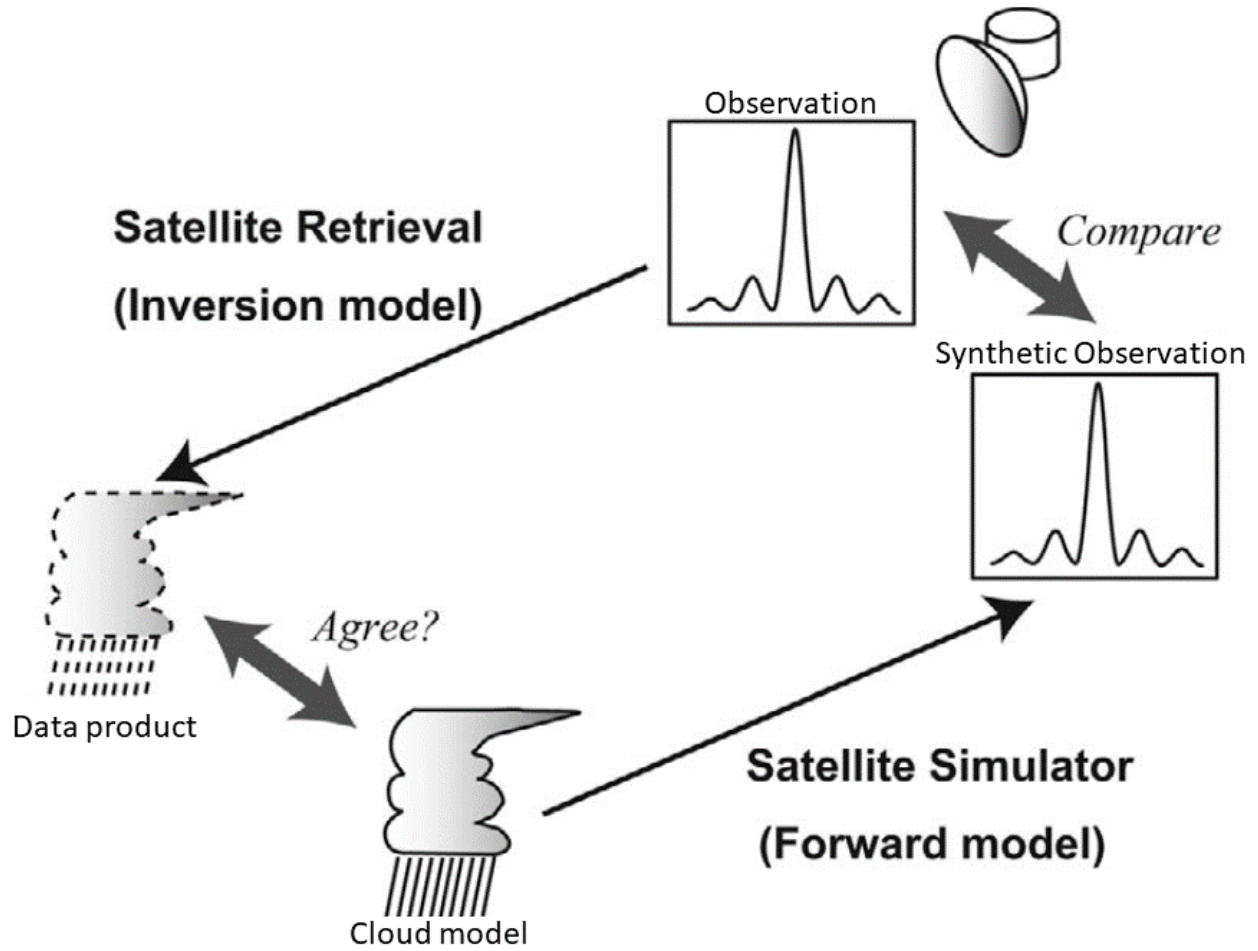 Observation
Satellite Retrieval
(Inversion model)
Compare
Synthetic Observation
Agree?
Data product
Satellite Simulator
(Forward model)
Cloud model